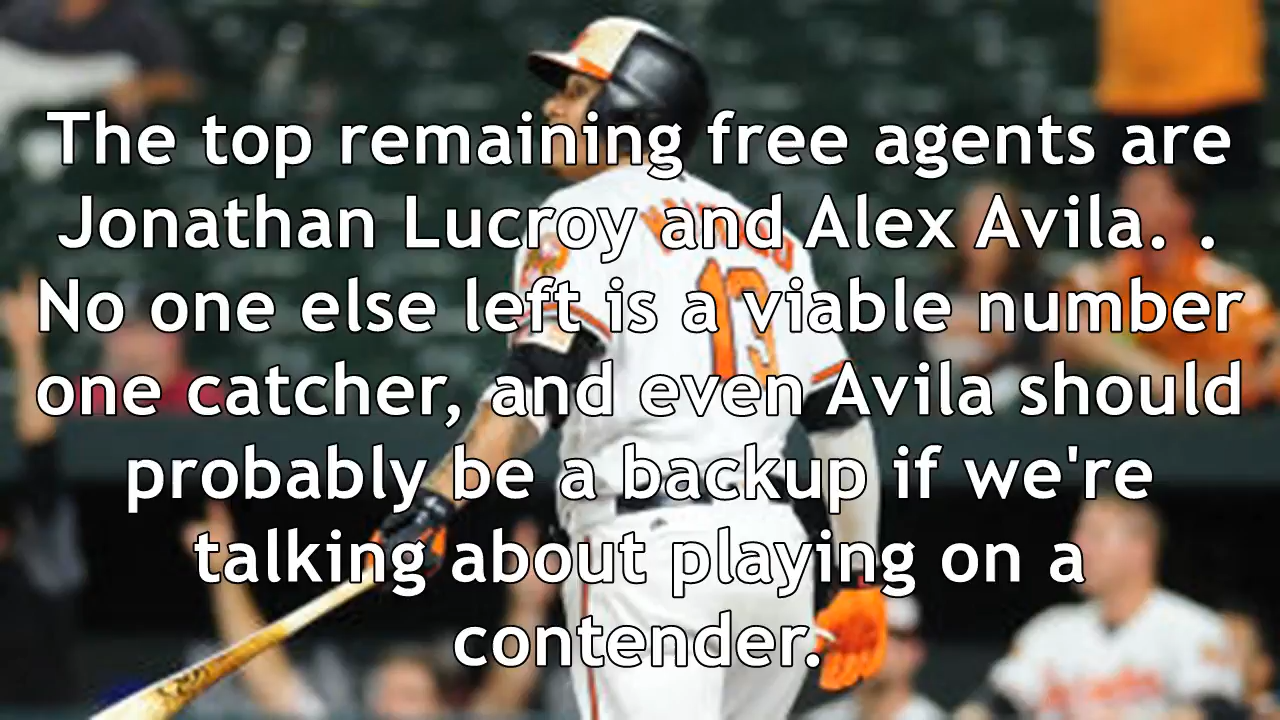 The top remaining free agents are
Jonathan Lucroy and Alex Avila. .
No one else left is a viable number
one catcher, and even Avila should
probably be a backup if we're
talking about playing on a
contender.
13